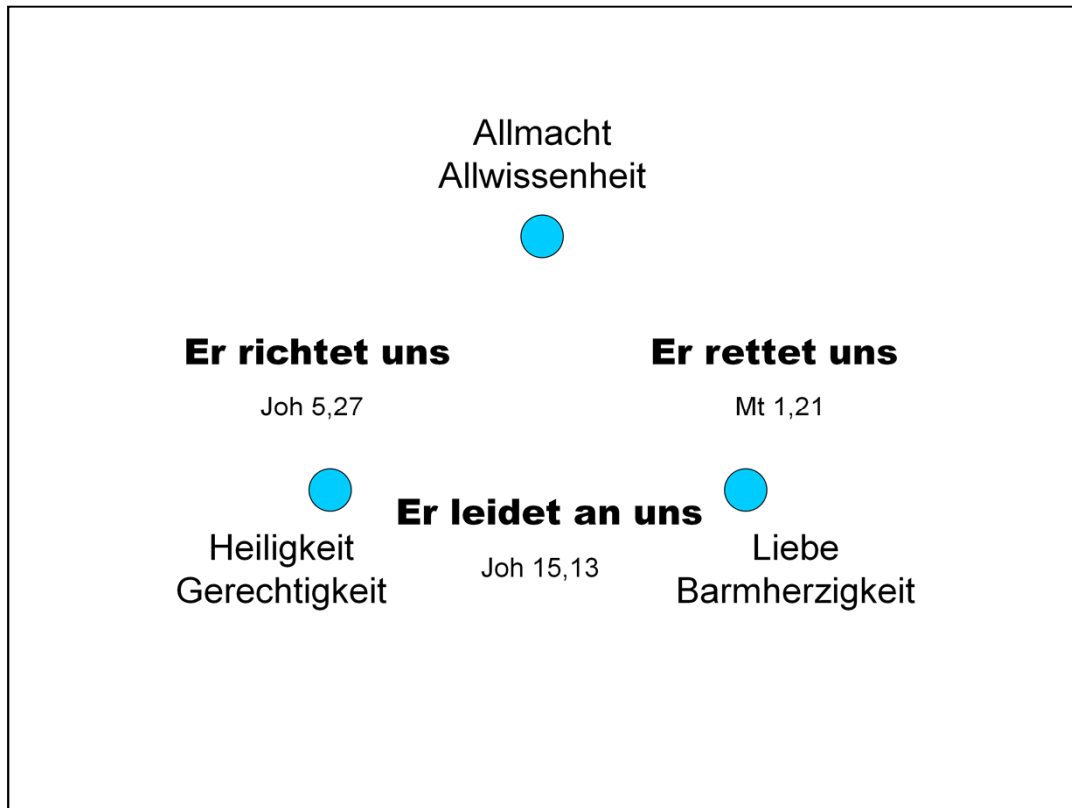 Allmacht
Allwissenheit
Er richtet uns
Joh 5,27
Er rettet uns
Mt 1,21
Er leidet an uns
Joh 15,13
Heiligkeit
Gerechtigkeit
Liebe
Barmherzigkeit